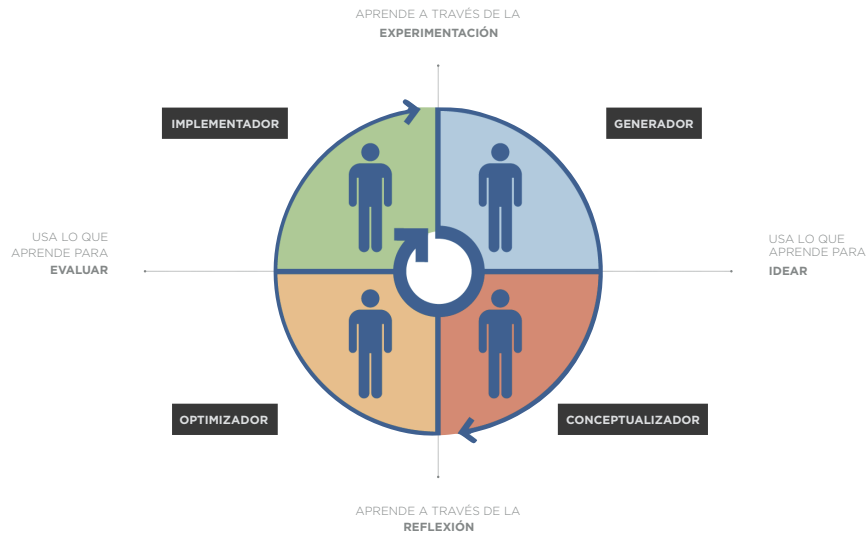 APRENDE A TRAVÉS DE LA
EXPERIMENTACIÓN
IMPLEMENTADOR
GENERADOR
USA LO QUE
APRENDE PARA
EVALUAR
USA LO QUE
APRENDE PARA
IDEAR
OPTIMIZADOR
CONCEPTUALIZADOR
APRENDE A TRAVÉS DE LA
REFLEXIÓN